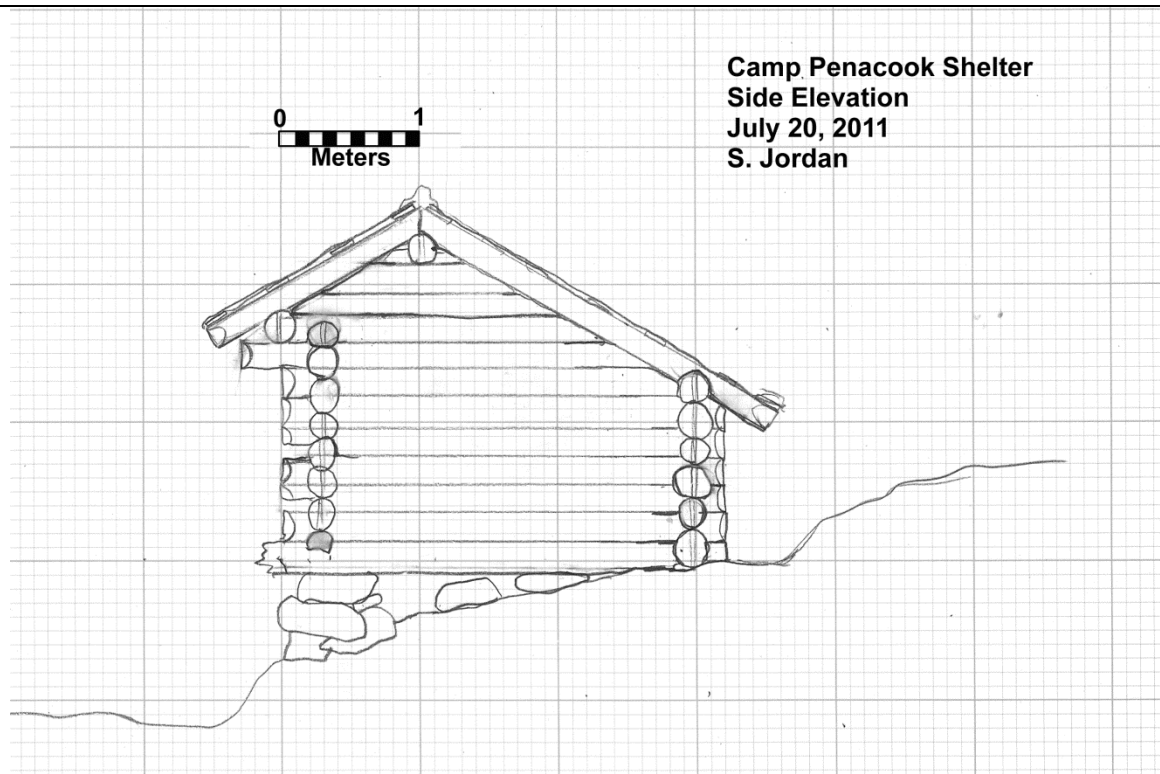 Camp Penacook Shelter
Side Elevation
July 20, 2011
S. Jordan
0 1
Meters